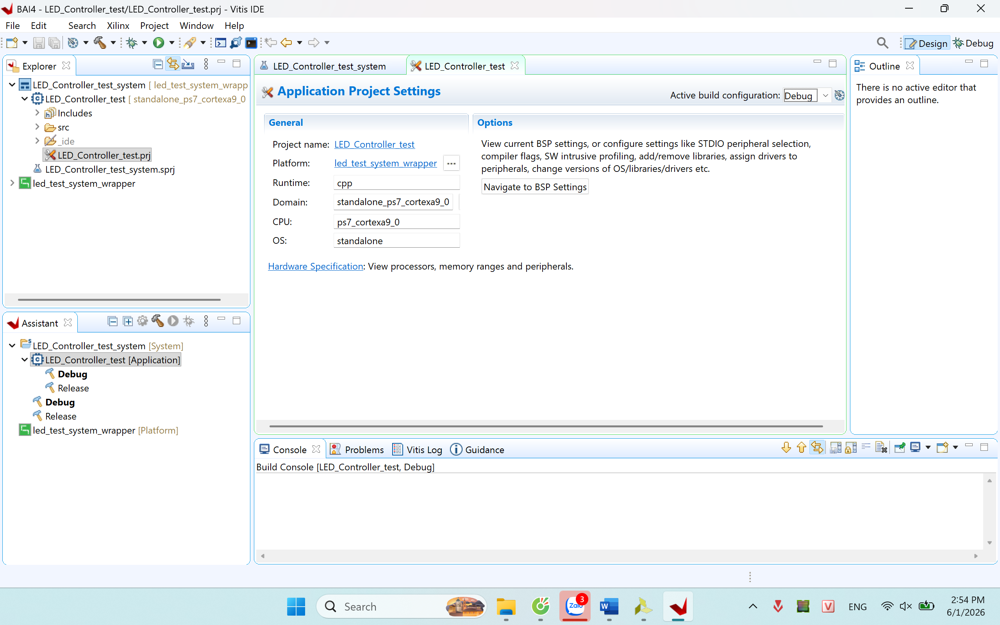 BAI4 - LED_Controller_test/LED_Controller_test.prj - Vitis IDE
File Edit Search Xilinx Project Window Help
Design Debug
Explorer
LED_Controller_test_system [ led_test_system_wrapp
LED_Controller_test [ standalone_ps7_cortexa9_0
Includes
src
_ide
LED_Controller_test.prj
LED_Controller_test_system.sprj
led_test_system_wrapper
Assistant
LED_Controller_test_system [System]
LED_Controller_test [Application]
Debug
Release
Debug
Release
led_test_system_wrapper [Platform]
LED_Controller_test_system LED_Controller_test
Application Project Settings
Active build configuration: Debug
General
Project name: LED_Controller_test
Platform: led_test_system_wrapper ...
Runtime: cpp
Domain: standalone_ps7_cortexa9_0
CPU: ps7_cortexa9_0
OS: standalone
Options
View current BSP settings, or configure settings like STDIO peripheral selection,
compiler flags, SW intrusive profiling, add/remove libraries, assign drivers to
peripherals, change versions of OS/libraries/drivers etc.
Navigate to BSP Settings
Hardware Specification: View processors, memory ranges and peripherals.
Outline
There is no active editor that
provides an outline.
Console Problems Vitis Log Guidance
Build Console [LED_Controller_test, Debug]
Search
Zalo
3
W
V
ENG
2:54 PM
6/1/2026